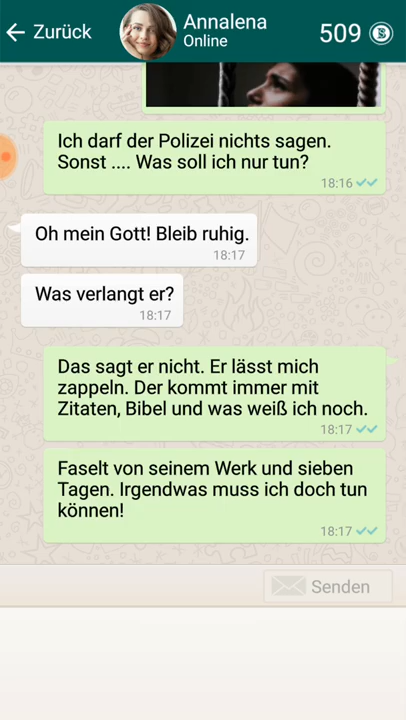 Zurück
Annalena
Online
509
Ich darf der Polizei nichts sagen.
Sonst .... Was soll ich nur tun?
18:16
Oh mein Gott! Bleib ruhig.
18:17
Was verlangt er?
18:17
Das sagt er nicht. Er lässt mich
zappeln. Der kommt immer mit
Zitaten, Bibel und was weiß ich noch.
18:17
Faselt von seinem Werk und sieben
Tagen. Irgendwas muss ich doch tun
können!
18:17
Senden